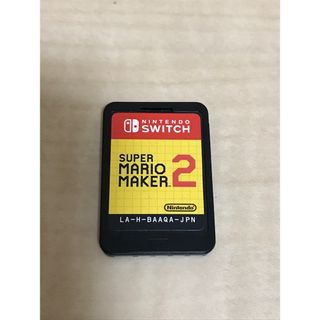 NINTENDO
SWITCH
SUPER
MARIO
MAKER 2
Nintendo
LA-H-BAAQA-JPN